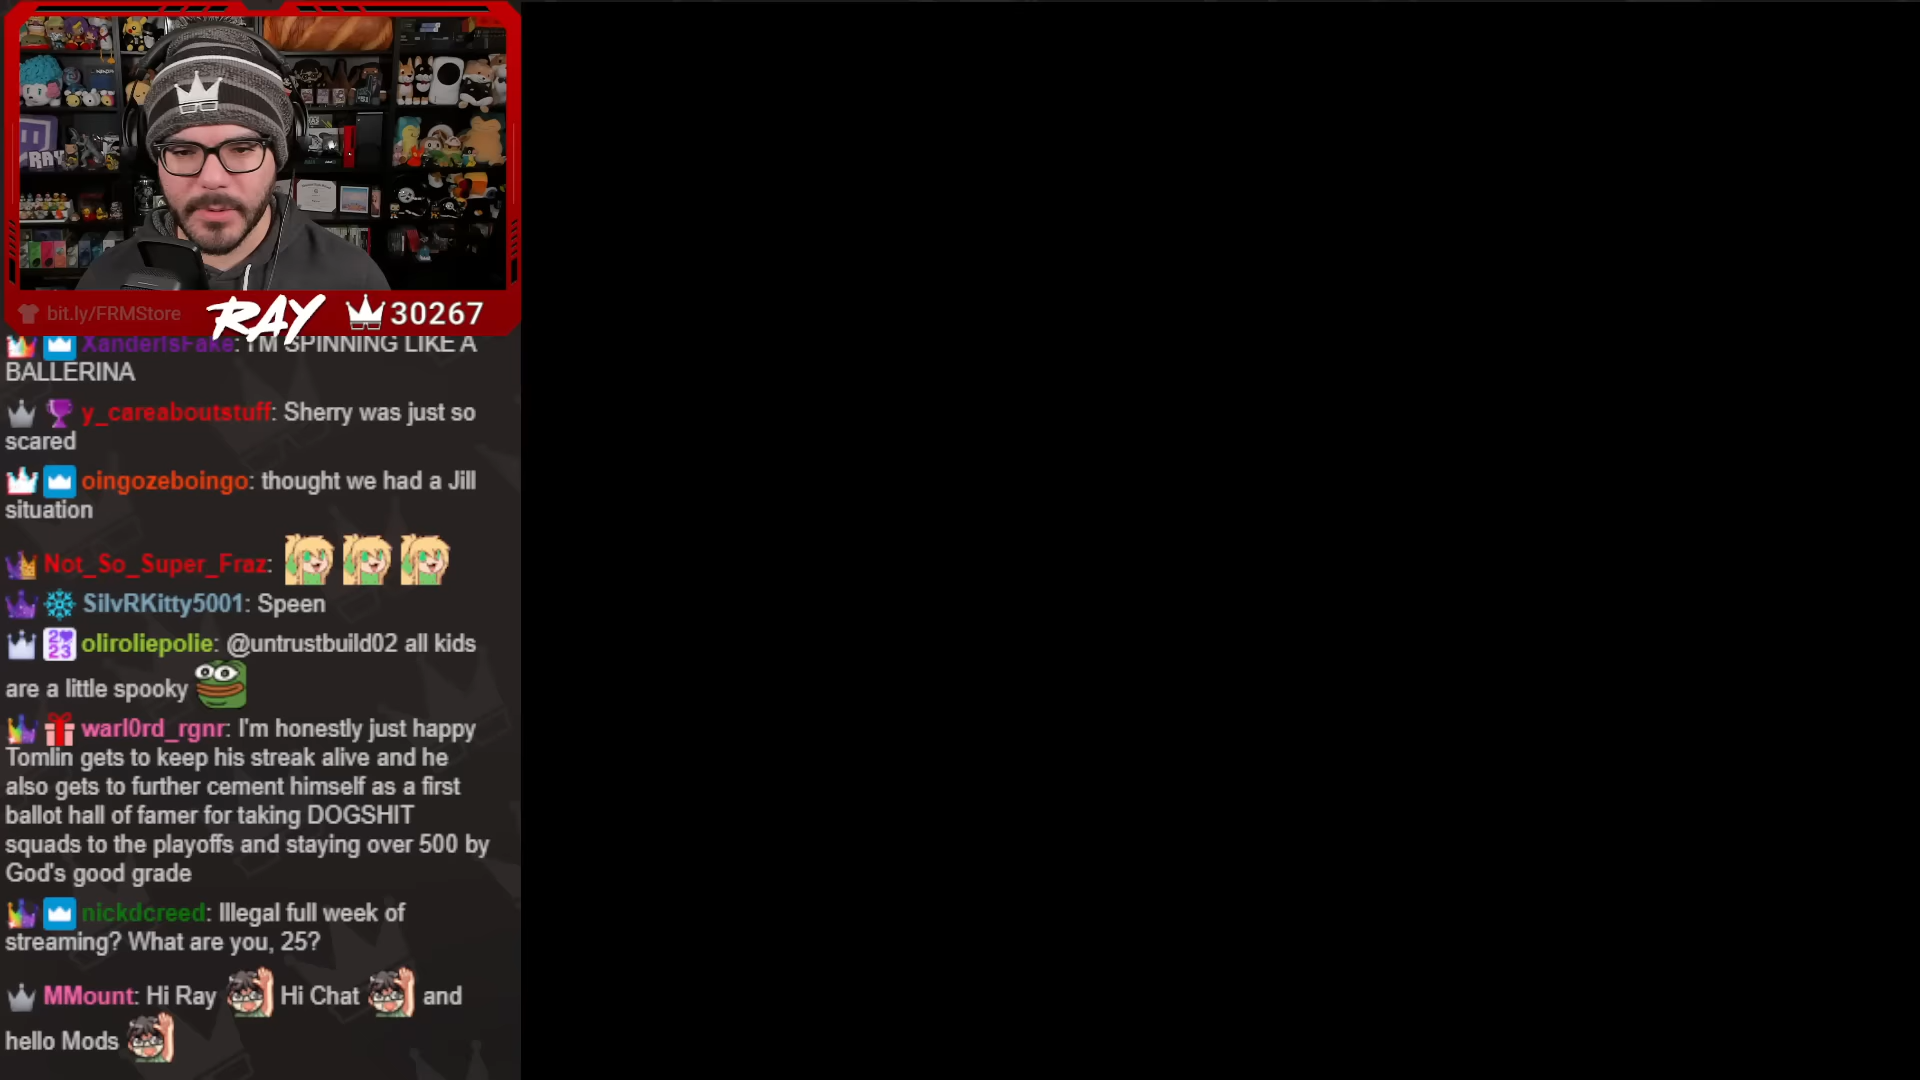 RAY
bit.ly/FRMStore RAY 30267
XanderIsFake: I'M SPINNING LIKE A
BALLERINA
y_careaboutstuff: Sherry was just so
scared
oingozeboingo: thought we had a Jill
situation
Not_So_Super_Fraz:
SilvRKitty5001: Speen
2 23 oliroliepolie: @untrustbuild02 all kids
are a little spooky
warl0rd_rgnr: I'm honestly just happy
Tomlin gets to keep his streak alive and he
also gets to further cement himself as a first
ballot hall of famer for taking DOGSHIT
squads to the playoffs and staying over 500 by
God's good grade
nickdcreed: Illegal full week of
streaming? What are you, 25?
MMount: Hi Ray Hi Chat and
hello Mods